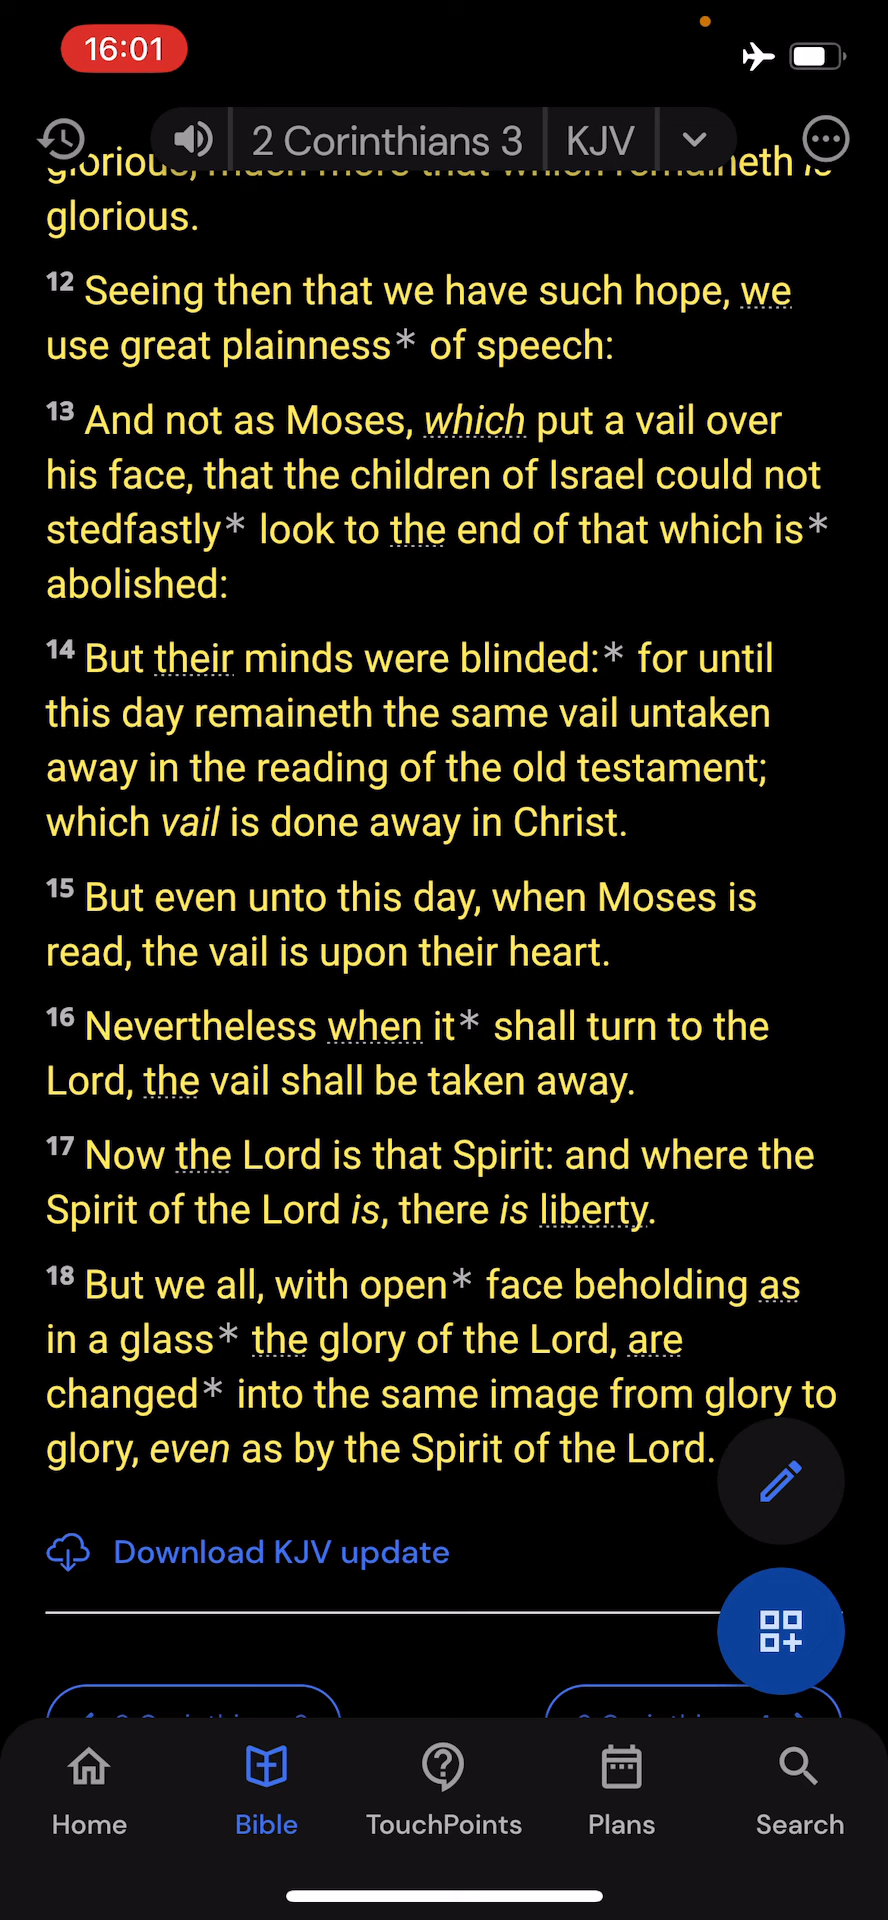 16:01
2 Corinthians 3 KJV
glorious.
12 Seeing then that we have such hope, we
use great plainness* of speech:
13 And not as Moses, which put a vail over
his face, that the children of Israel could not
stedfastly* look to the end of that which is*
abolished:
14 But their minds were blinded:* for until
this day remaineth the same vail untaken
away in the reading of the old testament;
which vail is done away in Christ.
15 But even unto this day, when Moses is
read, the vail is upon their heart.
16 Nevertheless when it* shall turn to the
Lord, the vail shall be taken away.
17 Now the Lord is that Spirit: and where the
Spirit of the Lord is, there is liberty.
18 But we all, with open* face beholding as
in a glass* the glory of the Lord, are
changed* into the same image from glory to
glory, even as by the Spirit of the Lord.
Download KJV update
Home Bible TouchPoints Plans Search